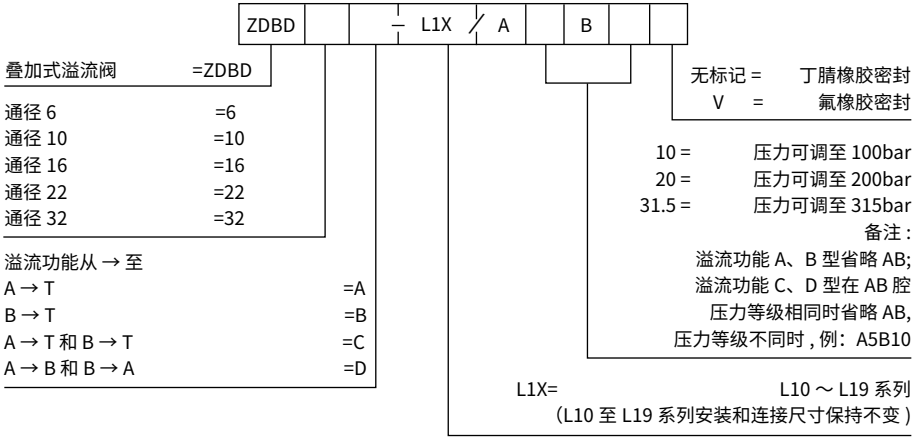 ZDBD - L1X / A B
叠加式溢流阀 =ZDBD
通径 6 =6
通径 10 =10
通径 16 =16
通径 22 =22
通径 32 =32
溢流功能从 → 至
A → T =A
B → T =B
A → T 和 B → T =C
A → B 和 B → A =D
无标记 = 丁腈橡胶密封
V = 氟橡胶密封
10 = 压力可调至 100bar
20 = 压力可调至 200bar
31.5 = 压力可调至 315bar
备注 :
溢流功能 A、B 型省略 AB;
溢流功能 C、D 型在 AB 腔
压力等级相同时省略 AB,
压力等级不同时 , 例：A5B10
L1X= L10 ～ L19 系列
（L10 至 L19 系列安装和连接尺寸保持不变 )